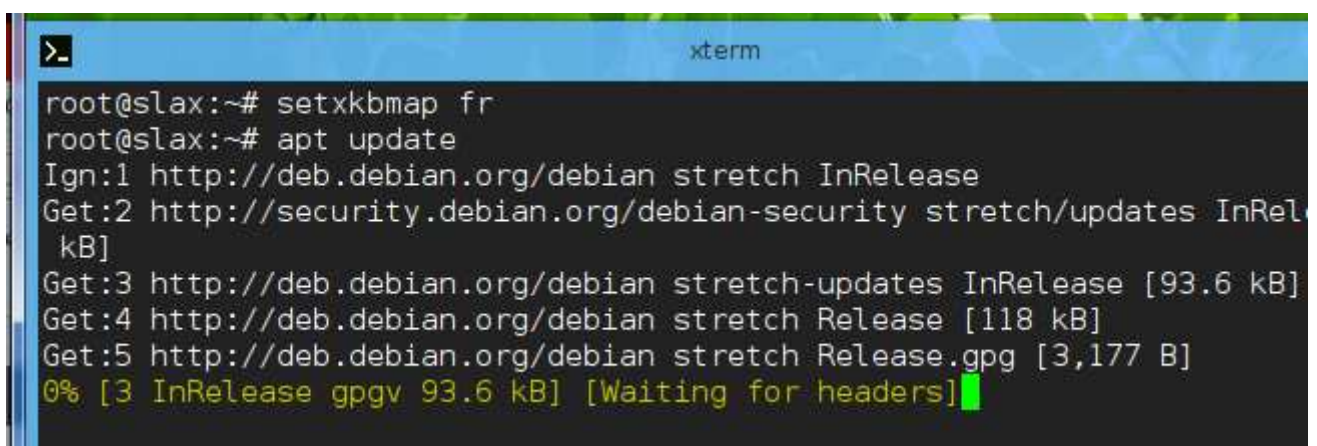 xterm
root@slax:~# setxkbmap fr
root@slax:~# apt update
Ign:1 http://deb.debian.org/debian stretch InRelease
Get:2 http://security.debian.org/debian-security stretch/updates
kB]
Get:3 http://deb.debian.org/debian stretch-updates InRelease [93.6 kB]
Get:4 http://deb.debian.org/debian stretch Release [118 kB]
Get:5 http://deb.debian.org/debian stretch Release.gpg [3,177 B]
0% [3 InRelease gpgv 93.6 kB] [Waiting for headers]